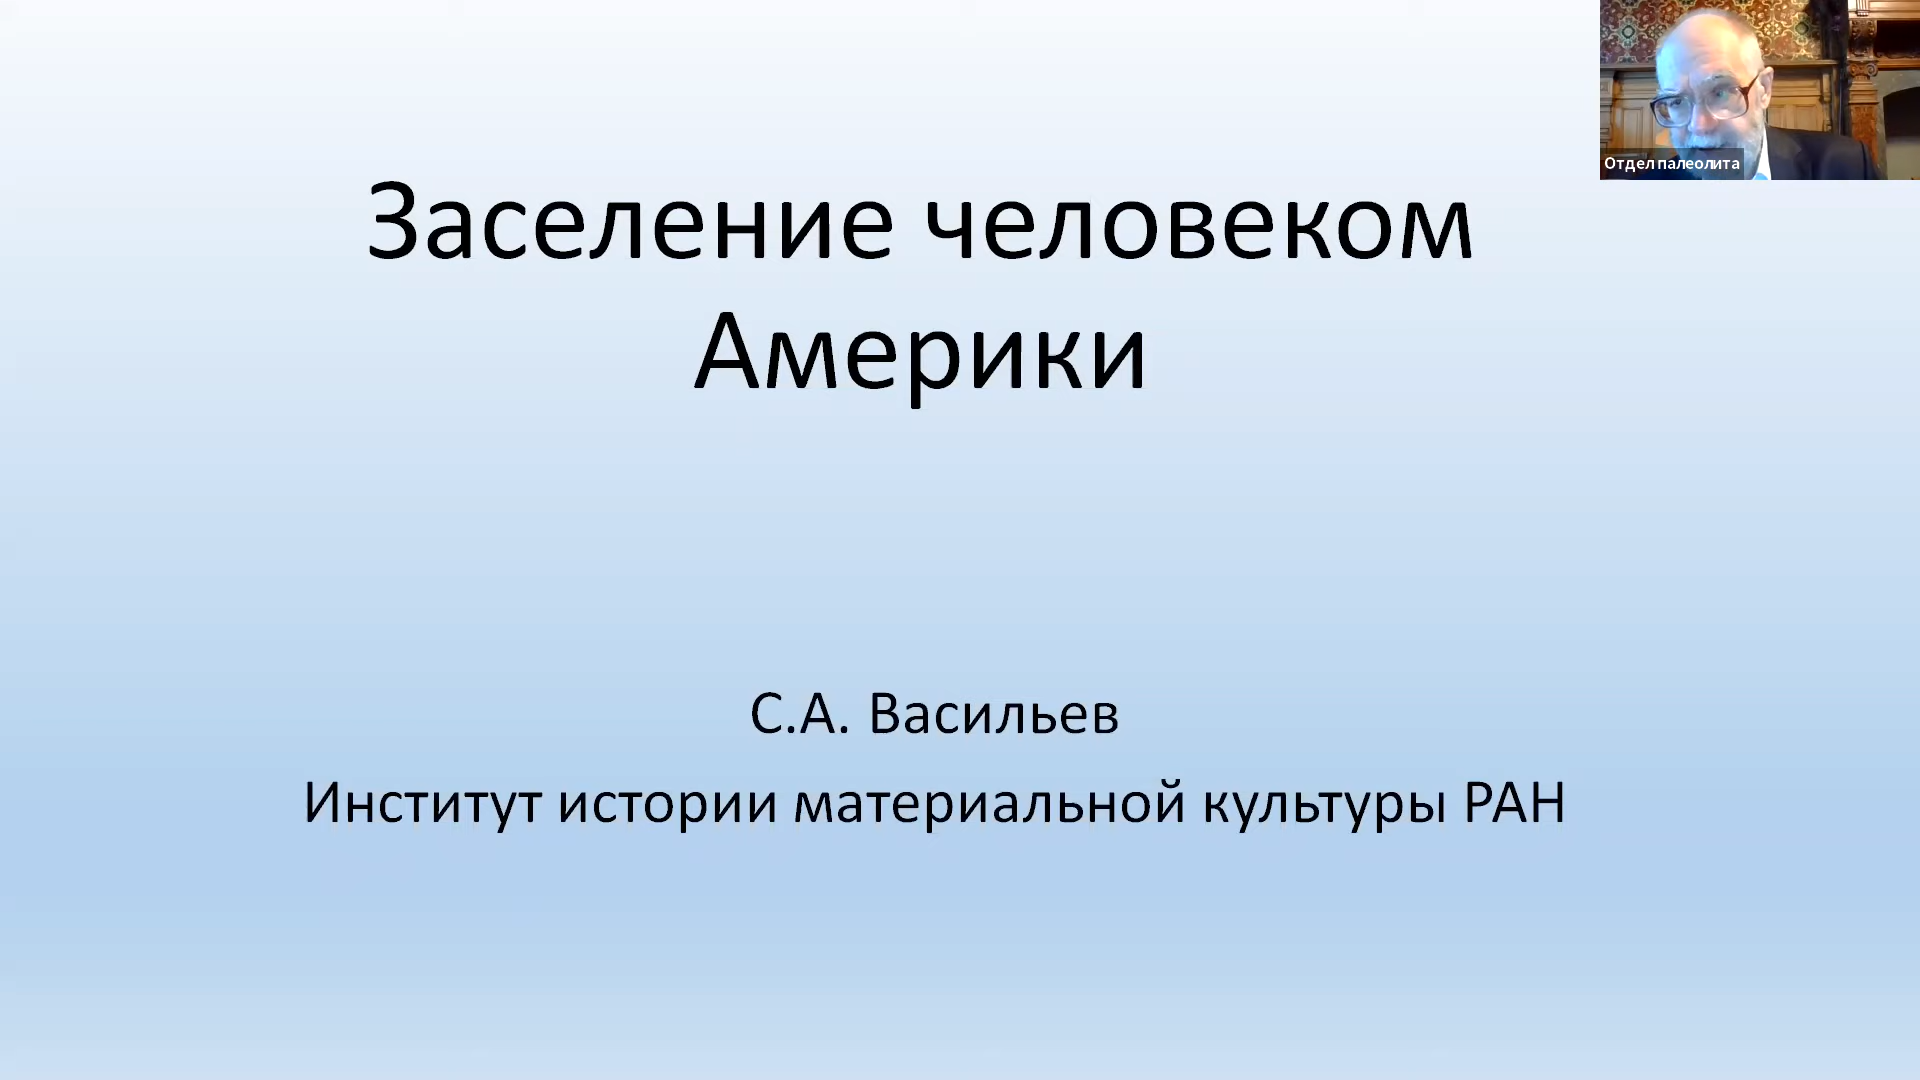 Отдел палеолита
Заселение человеком
Америки
С.А. Васильев
Институт истории материальной культуры РАН